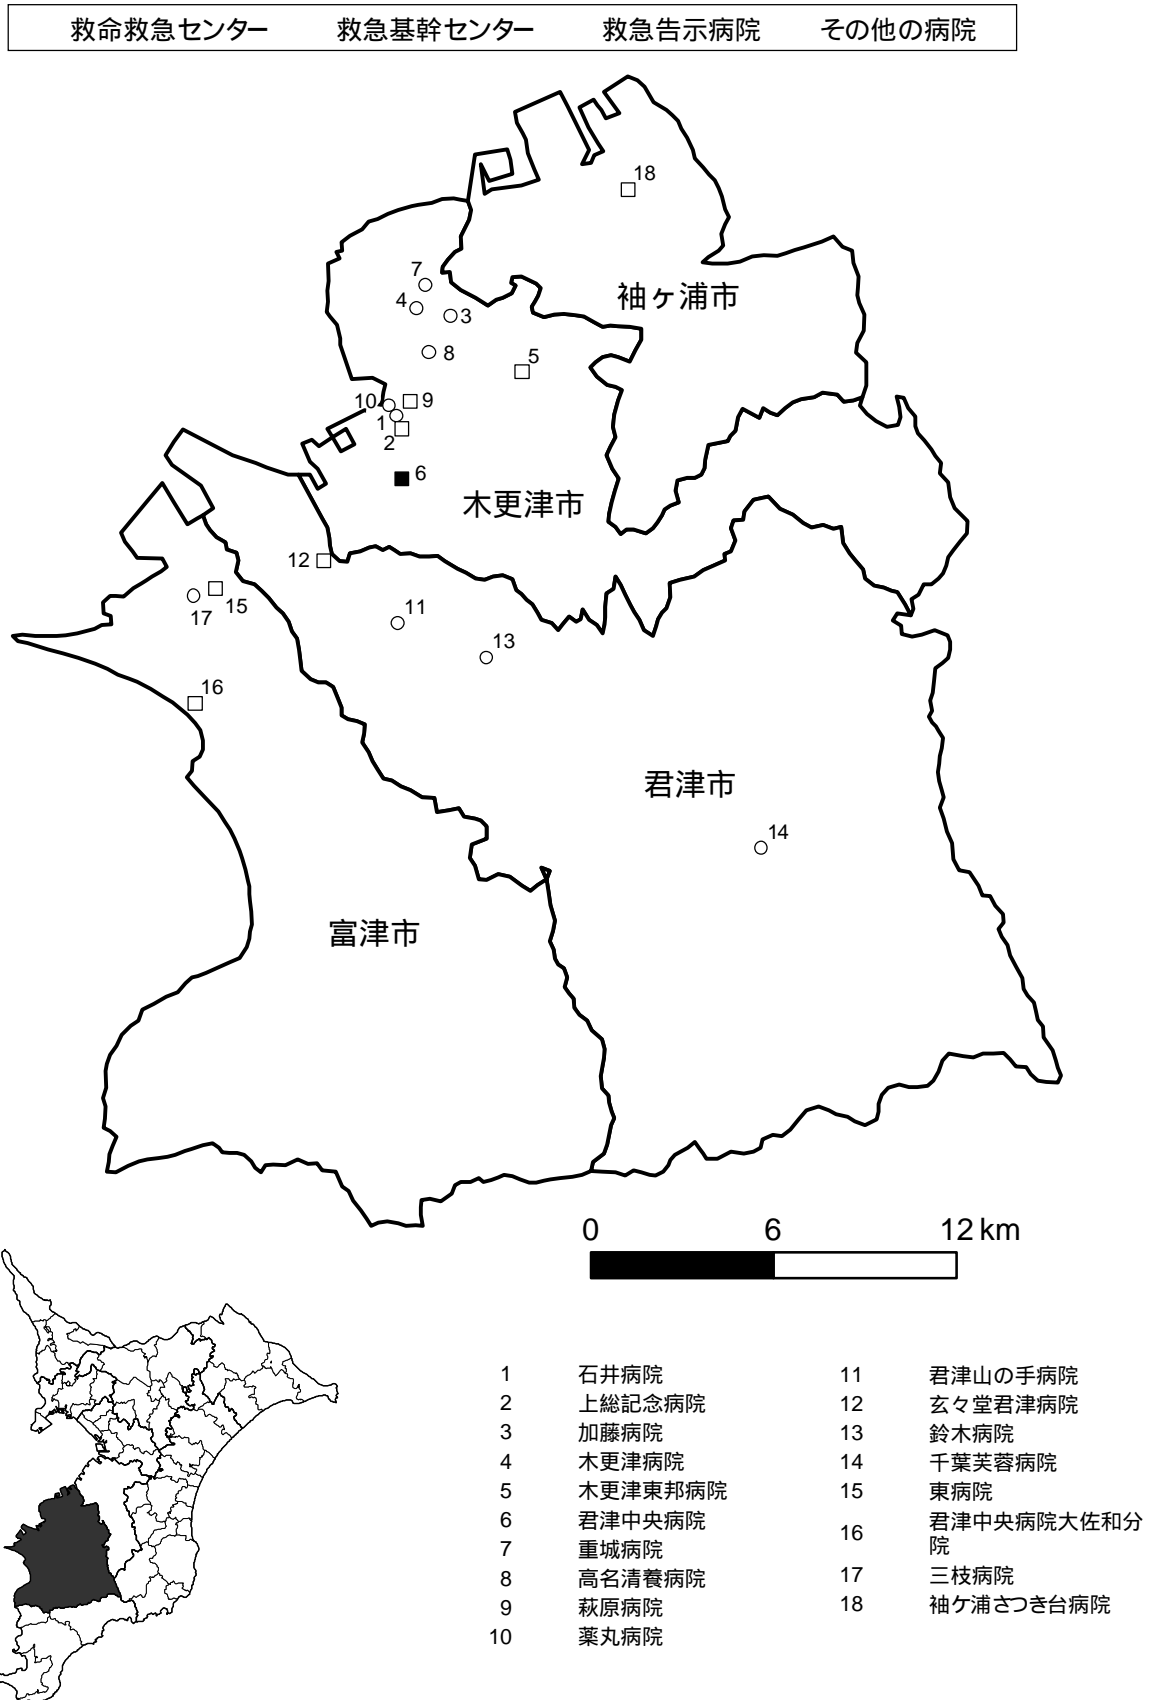 救命救急センター 救急基幹センター 救急告示病院 その他の病院
18
7
袖ヶ浦市
4
3
8
5
10
9
1
2
6
木更津市
12
15
17
11
13
16
君津市
14
富津市
0 6 12 km
1 石井病院
2 上総記念病院
3 加藤病院
4 木更津病院
5 木更津東邦病院
6 君津中央病院
7 重城病院
8 高名清養病院
9 萩原病院
10 薬丸病院
11 君津山の手病院
12 玄々堂君津病院
13 鈴木病院
14 千葉芙蓉病院
15 東病院
16 君津中央病院大佐和分
院
17 三枝病院
18 袖ケ浦さつき台病院